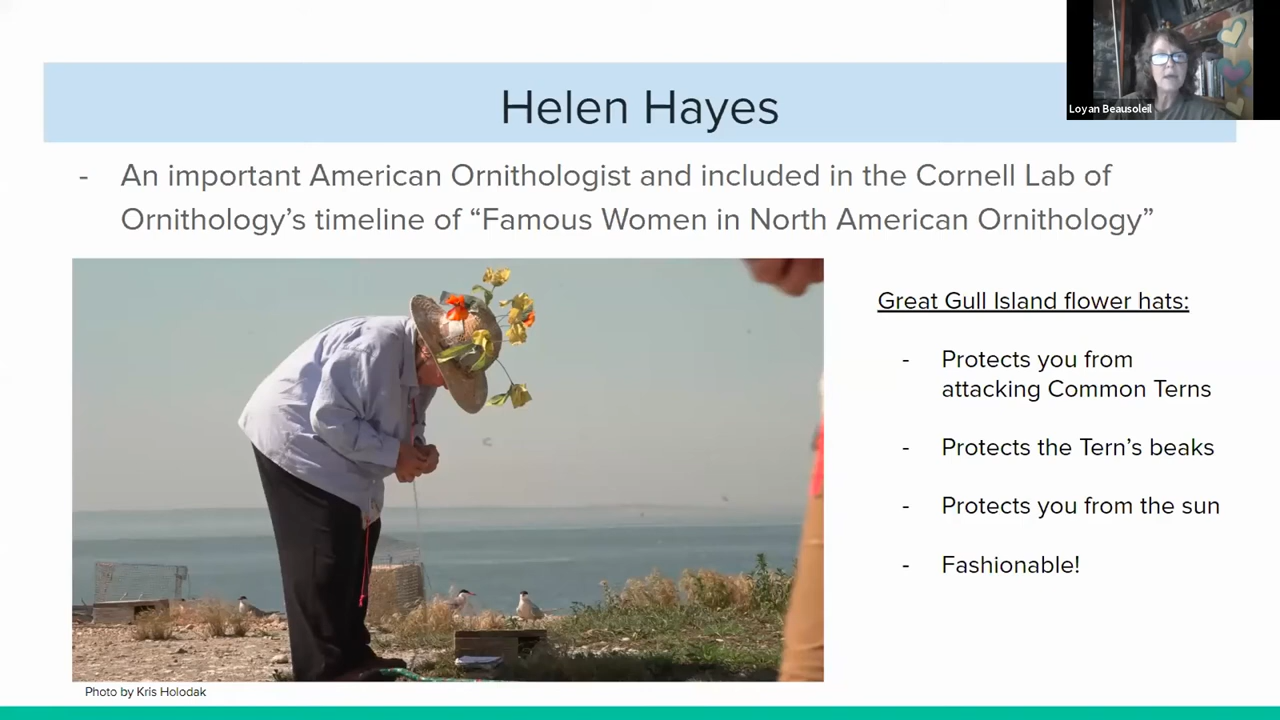 Helen Hayes
Loyan Beausoleil
- An important American Ornithologist and included in the Cornell Lab of
Ornithology’s timeline of “Famous Women in North American Ornithology”
Great Gull Island flower hats:
- Protects you from
attacking Common Terns
- Protects the Tern’s beaks
- Protects you from the sun
- Fashionable!
Photo by Kris Holodak